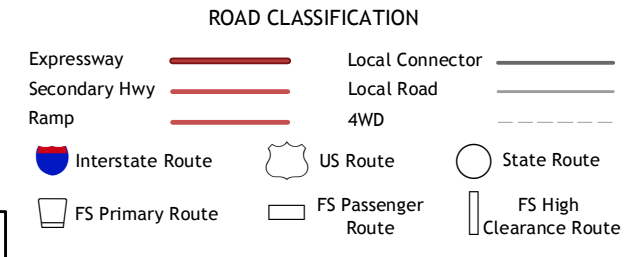 ROAD CLASSIFICATION
Expressway
Local Connector
Secondary Hwy
Local Road
Ramp
4WD
Interstate Route
US Route
State Route
FS Primary Route
FS Passenger
Route
FS High
Clearance Route